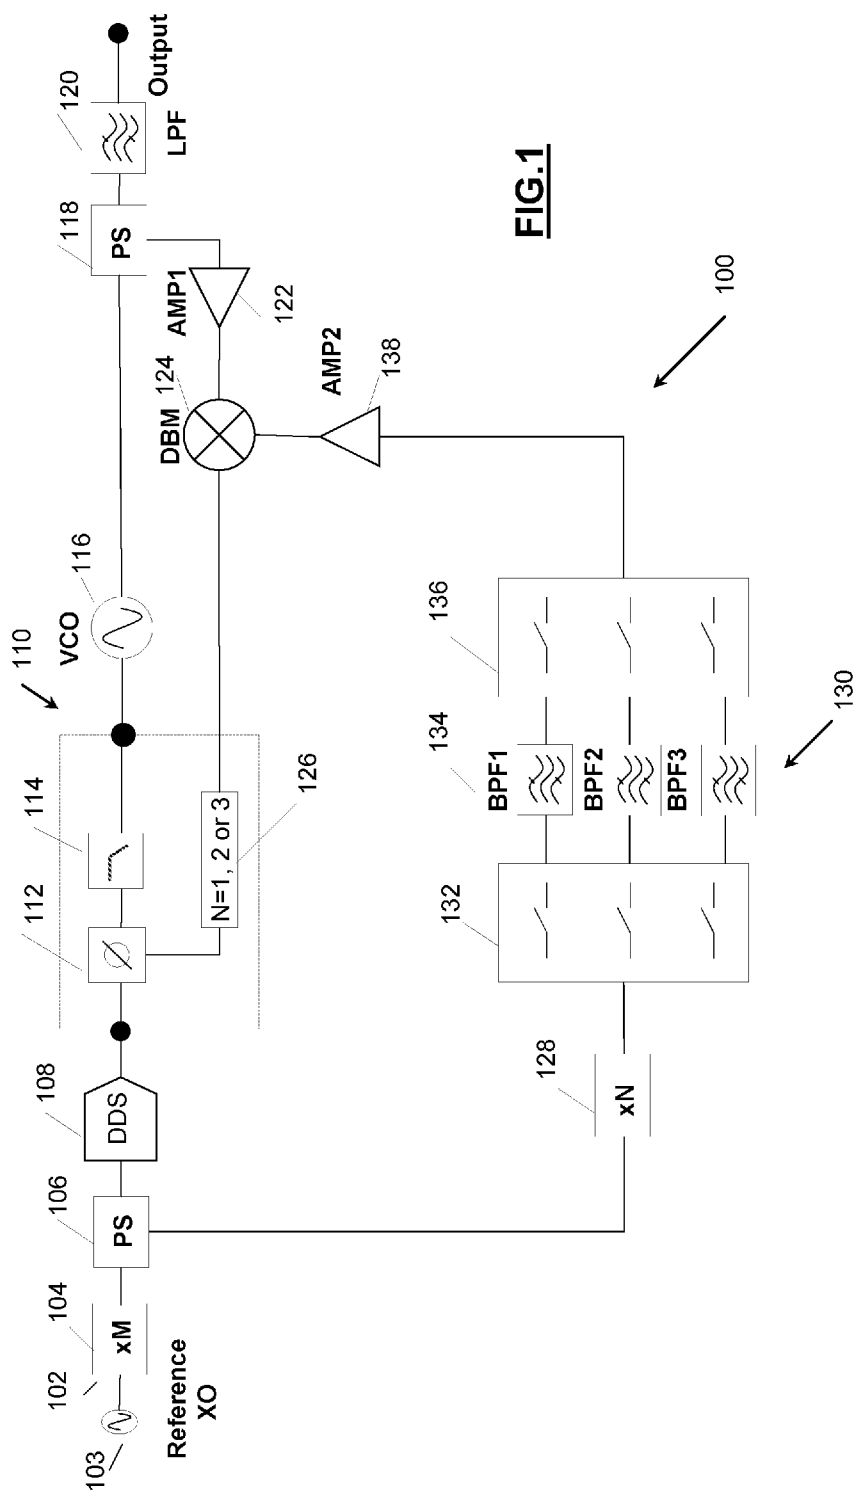 103
Reference
XO
102
104
xM
106
PS
108
DDS
110
112
114
N=1, 2 or 3
126
VCO
116
DBM
124
AMP1
122
118
PS
120
LPF
Output
128
xN
132
BPF1
BPF2
BPF3
134
130
136
AMP2
138
100
FIG.1